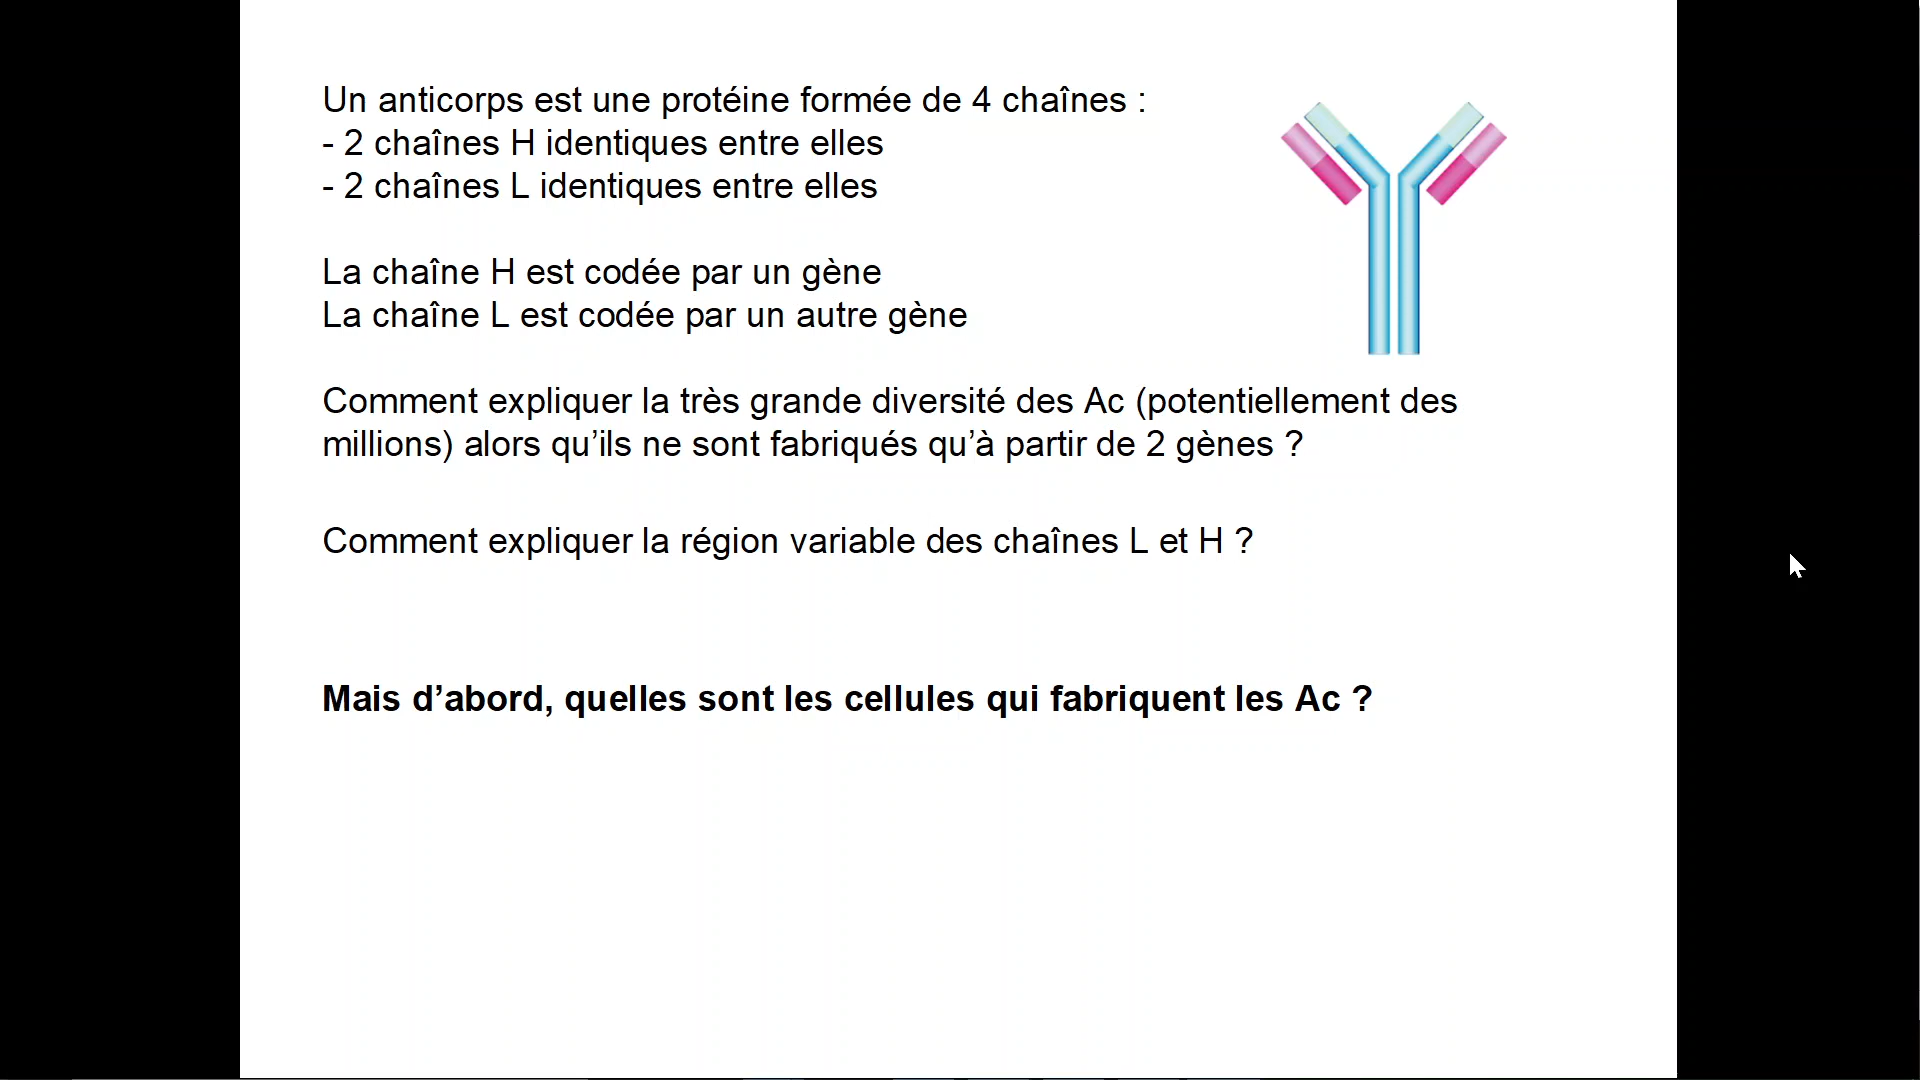 Un anticorps est une protéine formée de 4 chaînes :
- 2 chaînes H identiques entre elles
- 2 chaînes L identiques entre elles
La chaîne H est codée par un gène
La chaîne L est codée par un autre gène
Comment expliquer la très grande diversité des Ac (potentiellement des
millions) alors qu’ils ne sont fabriqués qu’à partir de 2 gènes ?
Comment expliquer la région variable des chaînes L et H ?
Mais d’abord, quelles sont les cellules qui fabriquent les Ac ?